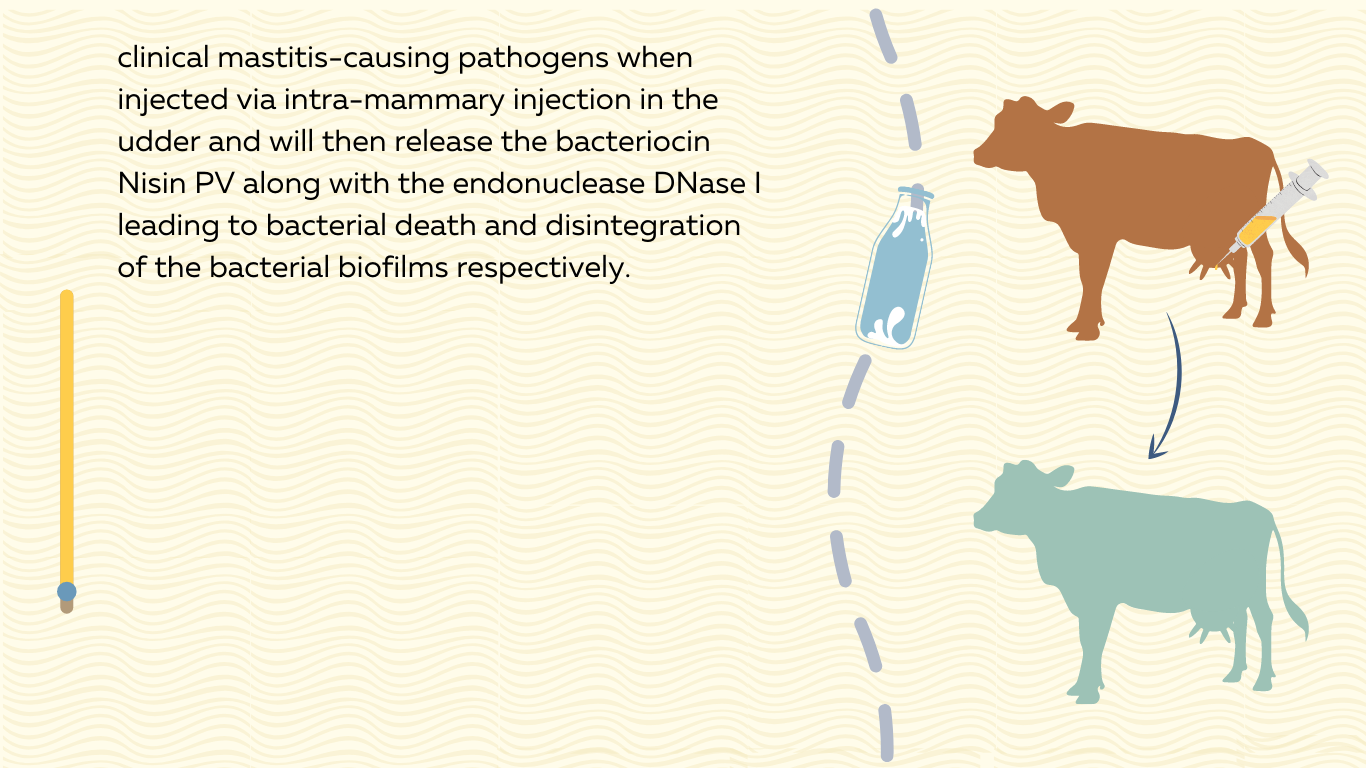 clinical mastitis-causing pathogens when
injected via intra-mammary injection in the
udder and will then release the bacteriocin
Nisin PV along with the endonuclease DNase I
leading to bacterial death and disintegration
of the bacterial biofilms respectively.